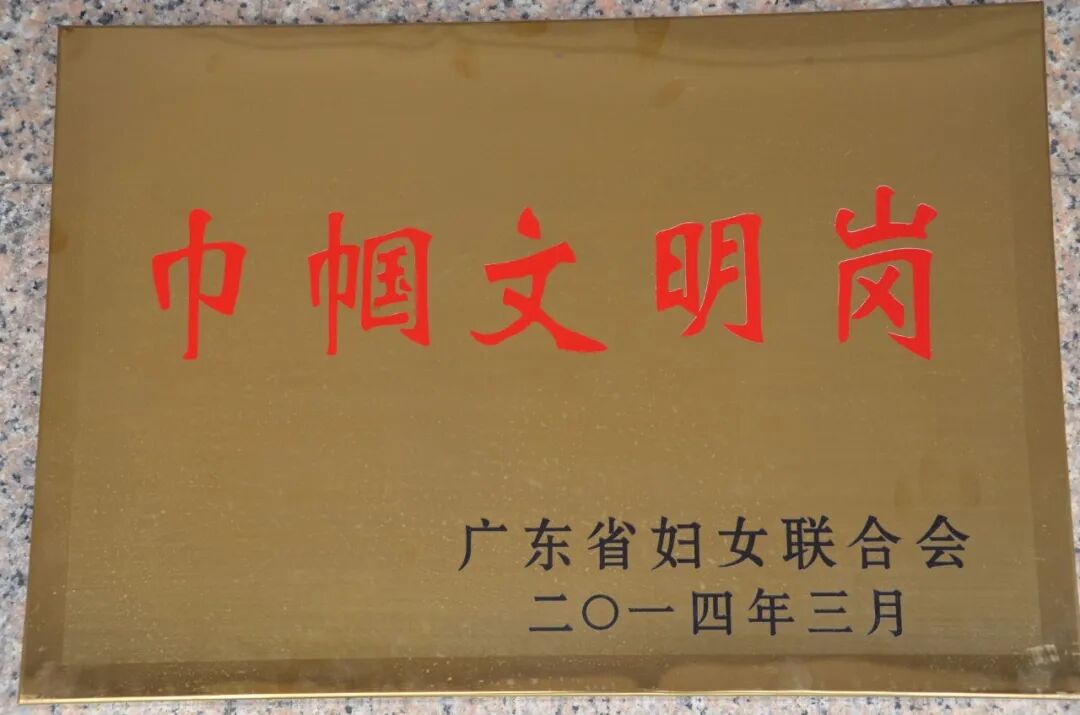 巾帼文明岗
广东省妇女联合会
二〇一四年三月